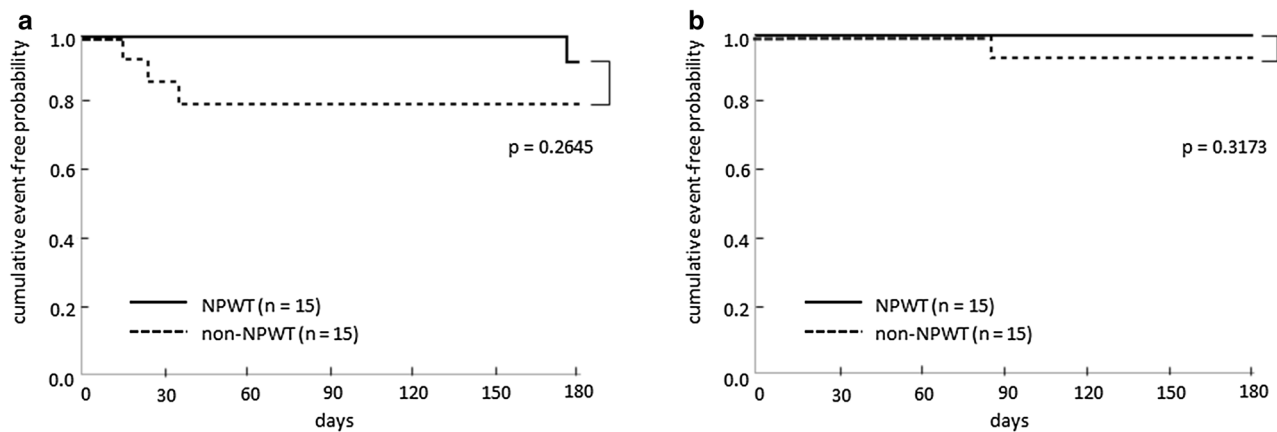 a
cumulative event-free probability
1.0
0.8
0.6
0.4
0.2
0.0
p = 0.2645
NPWT (n = 15)
non-NPWT (n = 15)
0 30 60 90 120 150 180
days
b
cumulative event-free probability
1.0
0.8
0.6
0.4
0.2
0.0
p = 0.3173
NPWT (n = 15)
non-NPWT (n = 15)
0 30 60 90 120 150 180
days